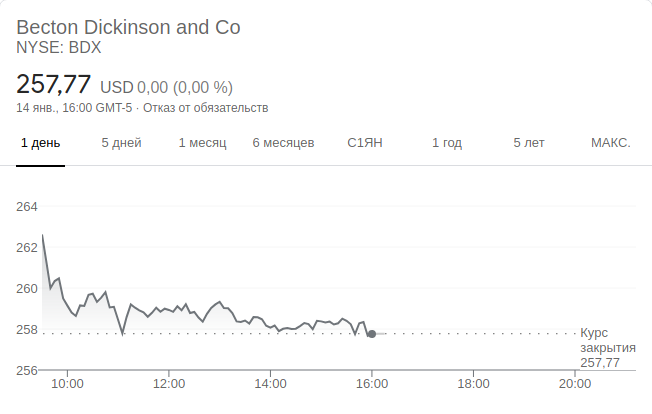 Becton Dickinson and Co
NYSE: BDX
257,77 USD 0,00 (0,00 %)
14 янв., 16:00 GMT-5 · Отказ от обязательств
1 день 5 дней 1 месяц 6 месяцев С1ЯН 1 год 5 лет МАКС.
264
262
260
258
256
Курс
закрытия
257,77
10:00 12:00 14:00 16:00 18:00 20:00